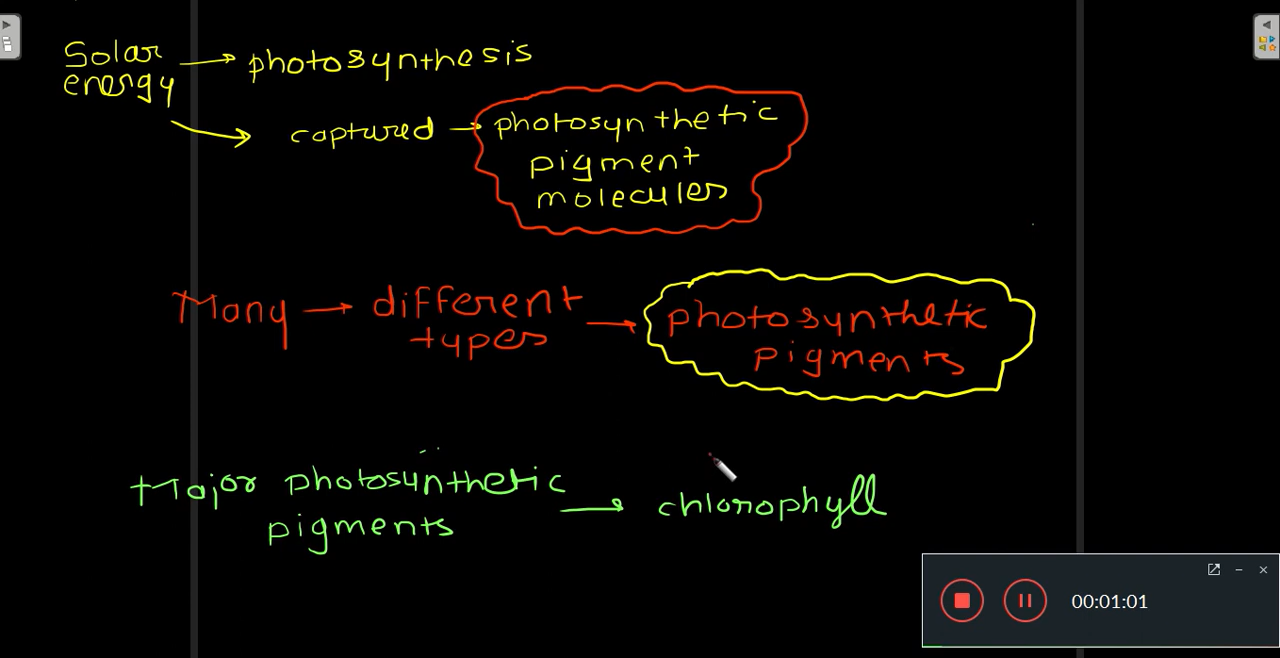 Solar energy → photosynthesis
→ captured → photosynthetic pigment molecules
Many → different types → photosynthetic pigments
Major photosynthetic pigments → chlorophyll
00:01:01